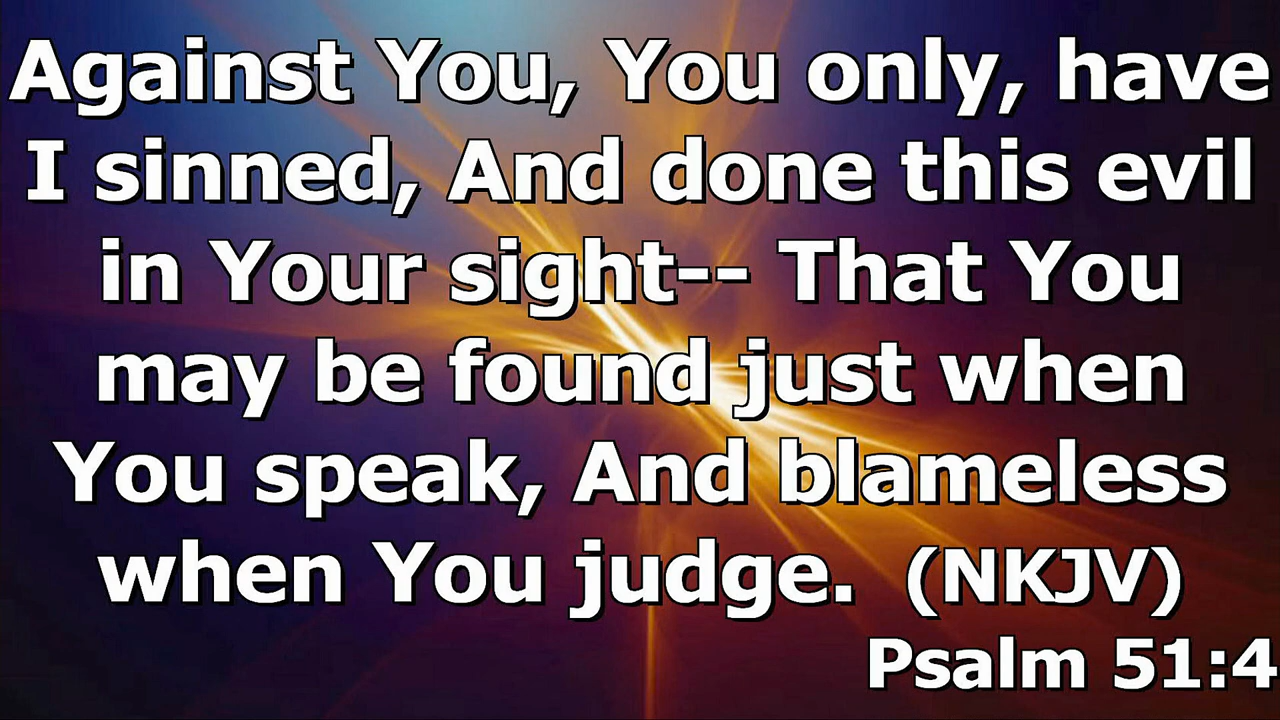 Against You, You only, have
I sinned, And done this evil
in Your sight-- That You
may be found just when
You speak, And blameless
when You judge. (NKJV)
Psalm 51:4